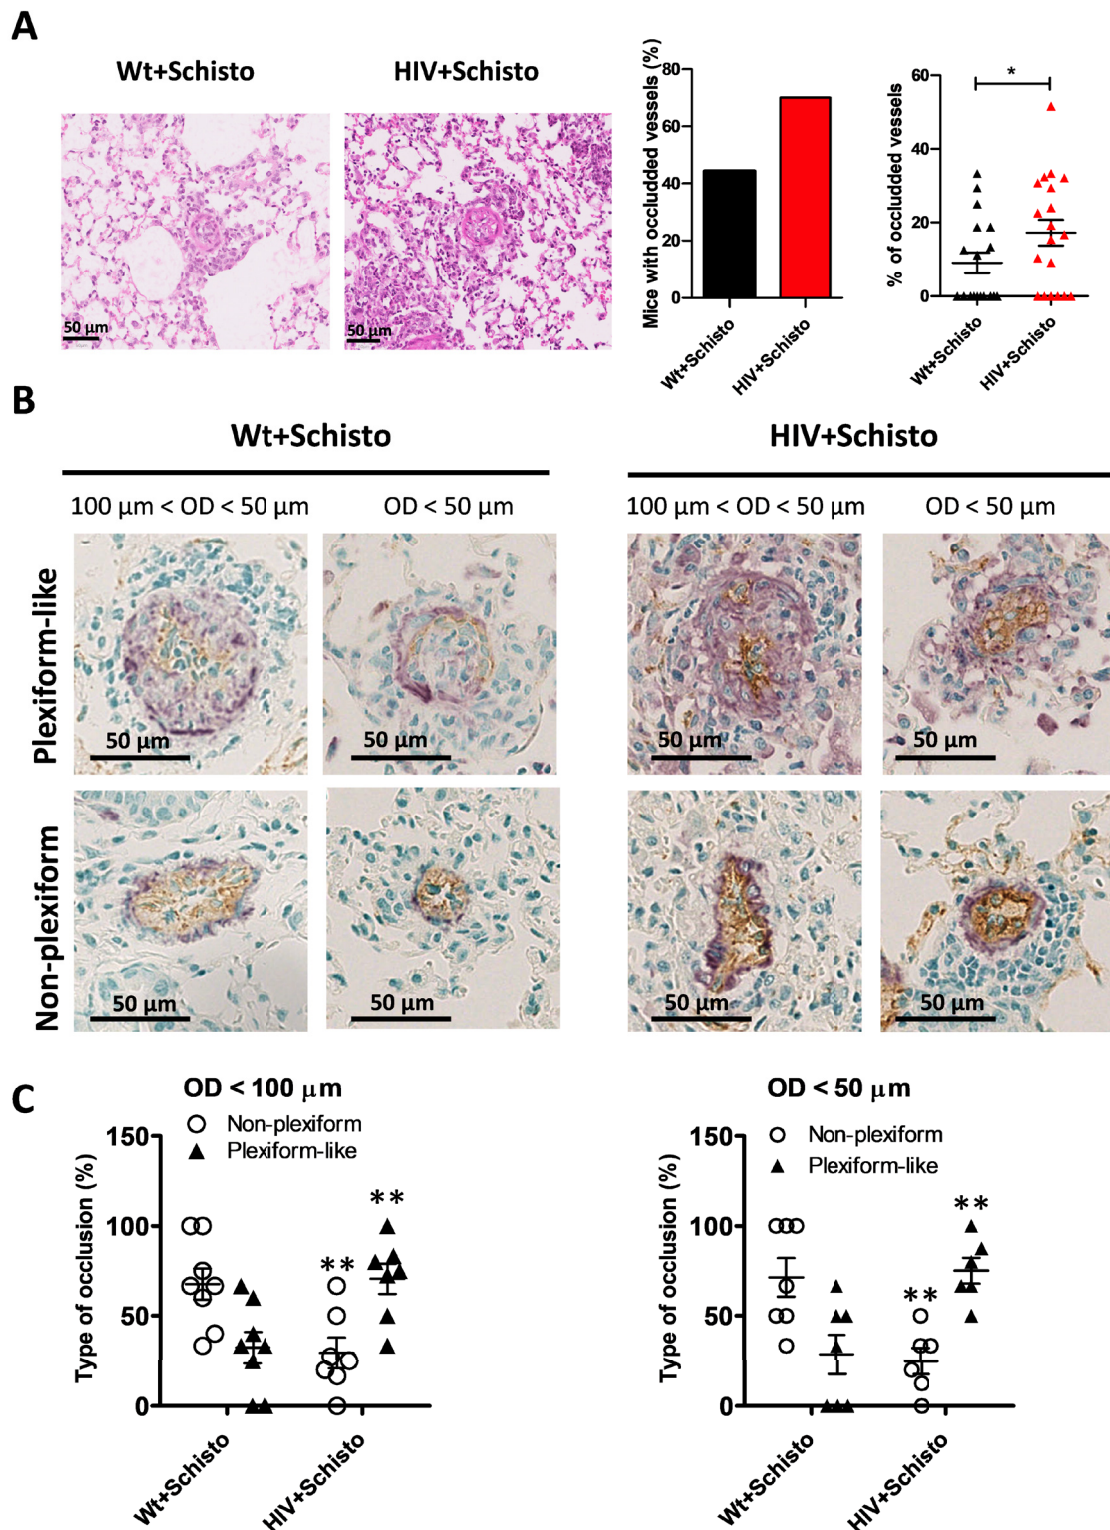 A
Wt+Schisto
HIV+Schisto
50 µm
50 µm
Mice with occludded vessels (%)
80
60
40
20
0
Wt+Schisto
HIV+Schisto
% of occludded vessels
60
40
20
0
*
Wt+Schisto
HIV+Schisto
B
Wt+Schisto
HIV+Schisto
100 µm < OD < 50 µm
OD < 50 µm
100 µm < OD < 50 µm
OD < 50 µm
Plexiform-like
50 µm
50 µm
50 µm
50 µm
Non-plexiform
50 µm
50 µm
50 µm
50 µm
C
OD < 100 µm
Non-plexiform
Plexiform-like
Type of occlusion (%)
150
100
50
0
**
**
Wt+Schisto
HIV+Schisto
OD < 50 µm
Non-plexiform
Plexiform-like
Type of occlusion (%)
150
100
50
0
**
**
Wt+Schisto
HIV+Schisto